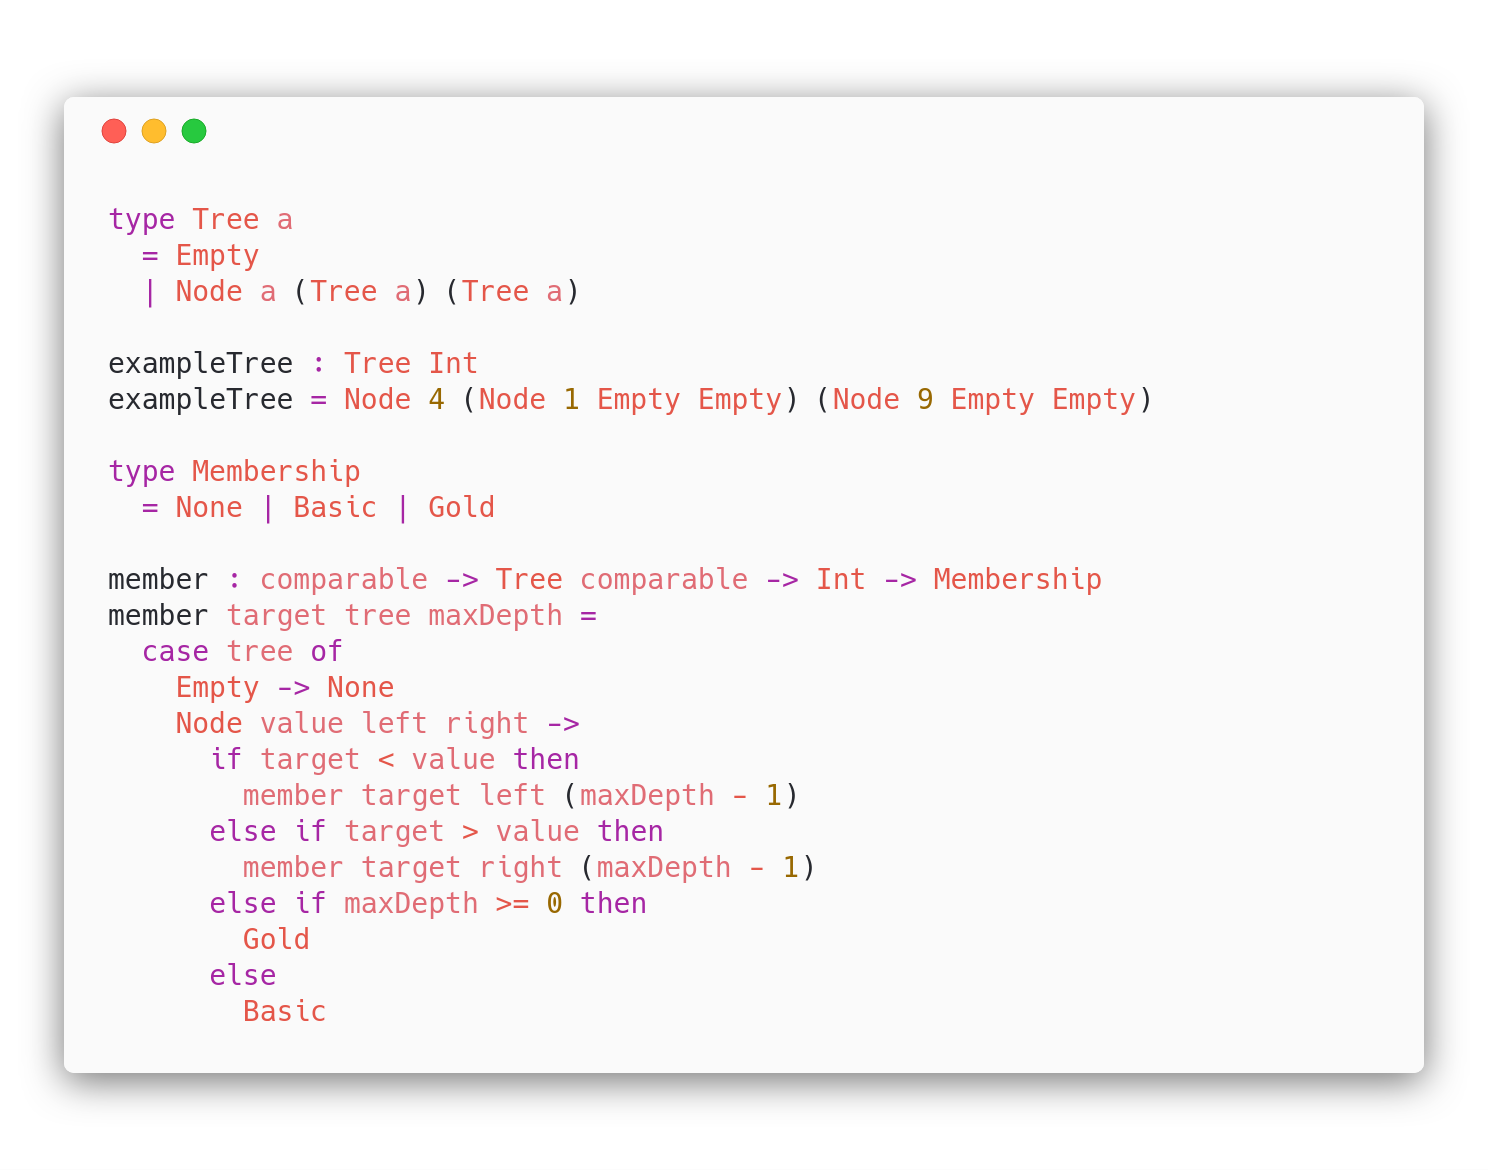 type Tree a
  = Empty
  | Node a (Tree a) (Tree a)

exampleTree : Tree Int
exampleTree = Node 4 (Node 1 Empty Empty) (Node 9 Empty Empty)

type Membership
  = None | Basic | Gold

member : comparable -> Tree comparable -> Int -> Membership
member target tree maxDepth =
  case tree of
    Empty -> None
    Node value left right ->
      if target < value then
        member target left (maxDepth - 1)
      else if target > value then
        member target right (maxDepth - 1)
      else if maxDepth >= 0 then
        Gold
      else
        Basic